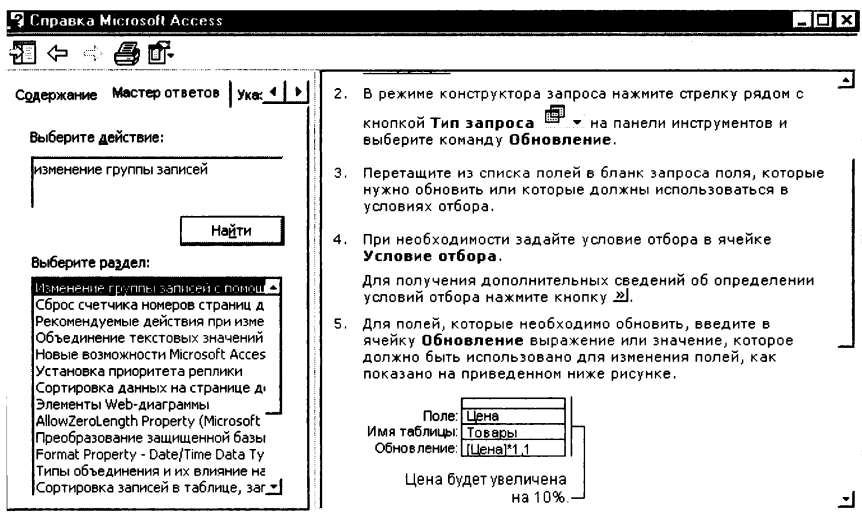 Справка Microsoft Access
Содержание Мастер ответов Указ
Выберите действие:
изменение группы записей
Найти
Выберите раздел:
Изменение группы записей с помощ
Сброс счетчика номеров страниц д
Рекомендуемые действия при изме
Объединение текстовых значений
Новые возможности Microsoft Acces
Установка приоритета реплики
Сортировка данных на странице д
Элементы Web-диаграммы
AllowZeroLength Property (Microsoft
Преобразование защищенной базы
Format Property - Date/Time Data Ty
Типы объединения и их влияние на
Сортировка записей в таблице, заг
2. В режиме конструктора запроса нажмите стрелку рядом с
кнопкой Тип запроса на панели инструментов и
выберите команду Обновление.
3. Перетащите из списка полей в бланк запроса поля, которые
нужно обновить или которые должны использоваться в
условиях отбора.
4. При необходимости задайте условие отбора в ячейке
Условие отбора.
Для получения дополнительных сведений об определении
условий отбора нажмите кнопку ».
5. Для полей, которые необходимо обновить, введите в
ячейку Обновление выражение или значение, которое
должно быть использовано для изменения полей, как
показано на приведенном ниже рисунке.
Поле: Цена
Имя таблицы: Товары
Обновление: [Цена]*1,1
Цена будет увеличена
на 10%.